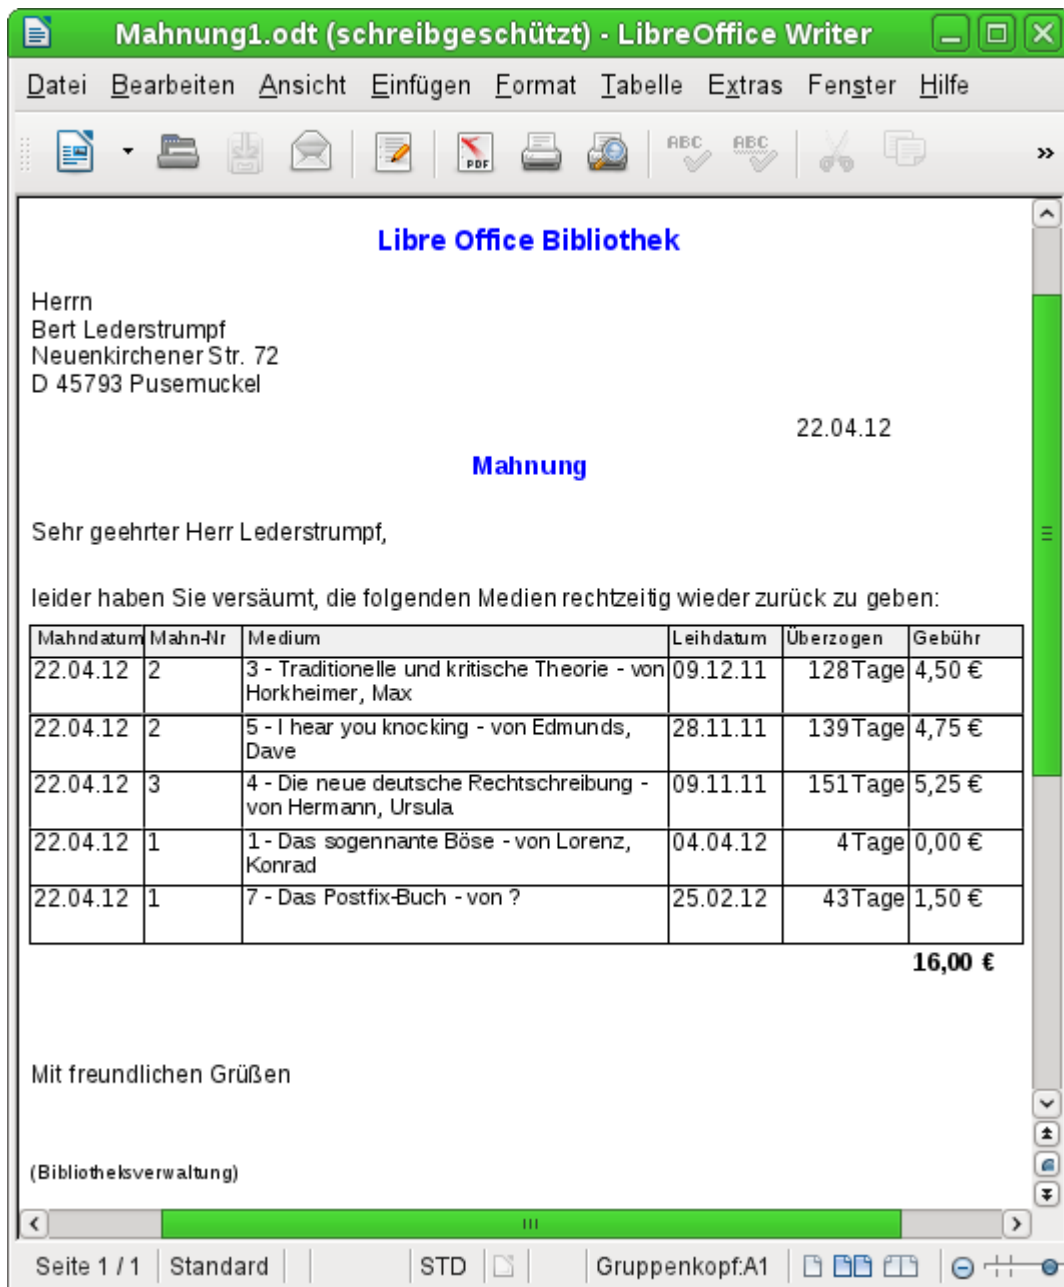 Mahnung1.odt (schreibgeschützt) - LibreOffice Writer
Datei Bearbeiten Ansicht Einfügen Format Tabelle Extras Fenster Hilfe
PDF ABC ABC »
Libre Office Bibliothek
Herrn
Bert Lederstrumpf
Neuenkirchener Str. 72
D 45793 Pusemuckel
22.04.12
Mahnung
Sehr geehrter Herr Lederstrumpf,
leider haben Sie versäumt, die folgenden Medien rechtzeitig wieder zurück zu geben:
Mahndatum Mahn-Nr Medium Leihdatum Überzogen Gebühr
22.04.12 2 3 - Traditionelle und kritische Theorie - von 09.12.11 128 Tage 4,50 €
Horkheimer, Max
22.04.12 2 5 - I hear you knocking - von Edmunds, 28.11.11 139 Tage 4,75 €
Dave
22.04.12 3 4 - Die neue deutsche Rechtschreibung - 09.11.11 151 Tage 5,25 €
von Hermann, Ursula
22.04.12 1 1 - Das sogennante Böse - von Lorenz, 04.04.12 4 Tage 0,00 €
Konrad
22.04.12 1 7 - Das Postfix-Buch - von ? 25.02.12 43 Tage 1,50 €
16,00 €
Mit freundlichen Grüßen
(Bibliotheksverwaltung)
Seite 1 / 1 Standard STD Gruppenkopf:A1